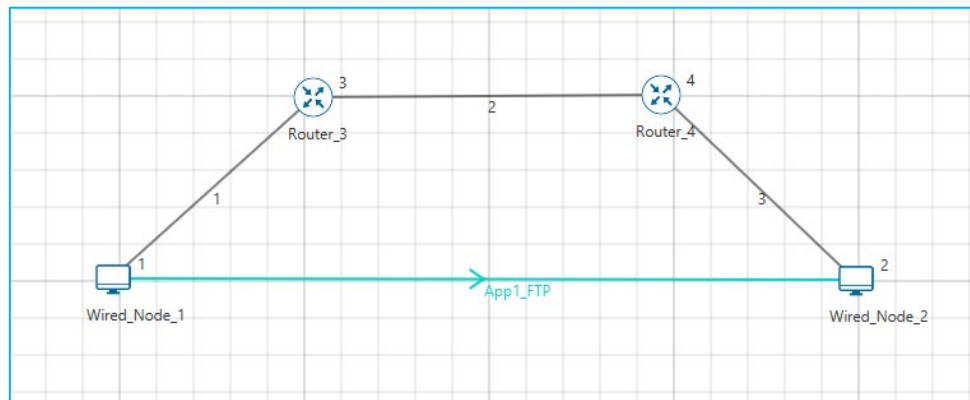 3
4
2
Router_3
Router_4
1
3
1
2
App1_FTP
Wired_Node_1
Wired_Node_2